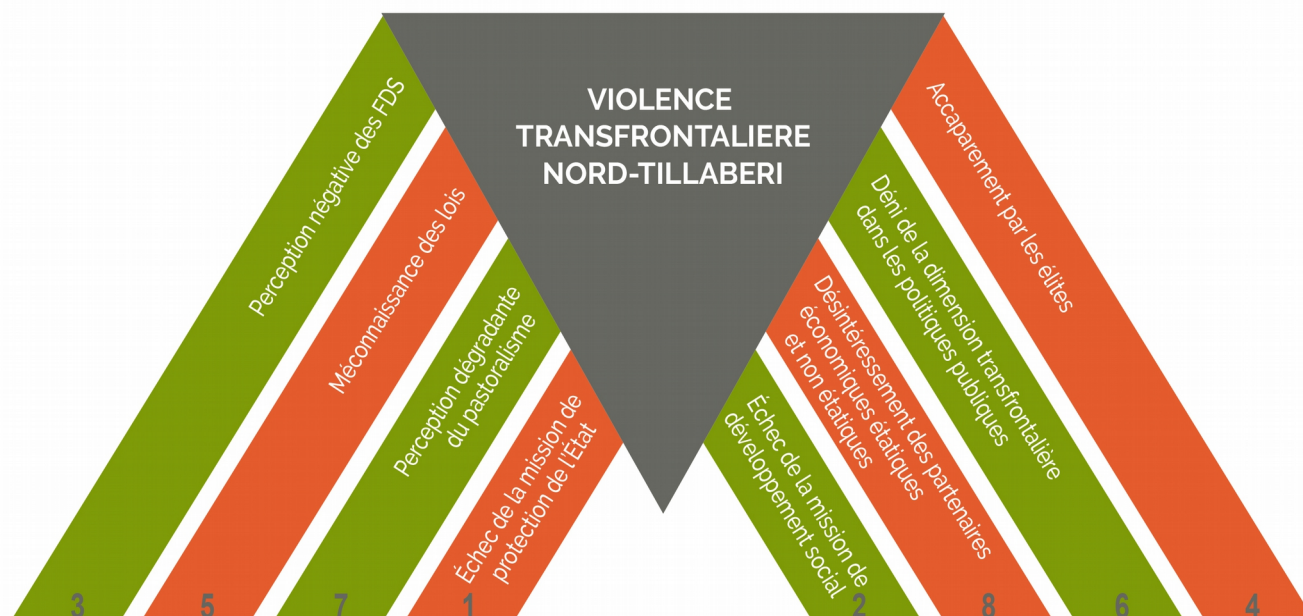 VIOLENCE
TRANSFRONTALIERE
NORD-TILLABERI
Perception négative des FDS
Méconnaissance des lois
Perception dégradante
du pastoralisme
Échec de la mission de
protection de l'État
Échec de la mission de
développement social
Désintéressement des partenaires
économiques étatiques
et non étatiques
Déni de la dimension transfrontalière
dans les politiques publiques
Accaparement par les élites
3
5
7
1
2
8
6
4